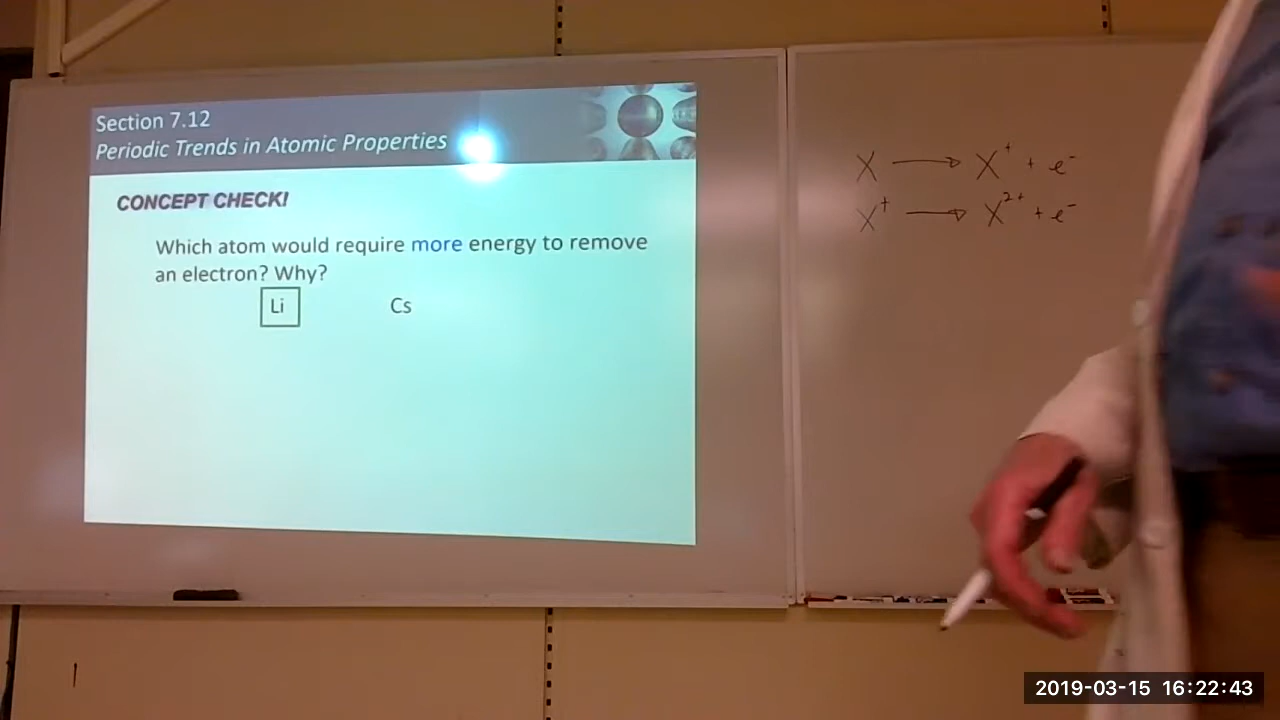 Section 7.12
Periodic Trends in Atomic Properties
CONCEPT CHECK!
Which atom would require more energy to remove
an electron? Why?
Li Cs
X → X⁺ + e⁻
X⁺ → X²⁺ + e⁻
2019-03-15 16:22:43